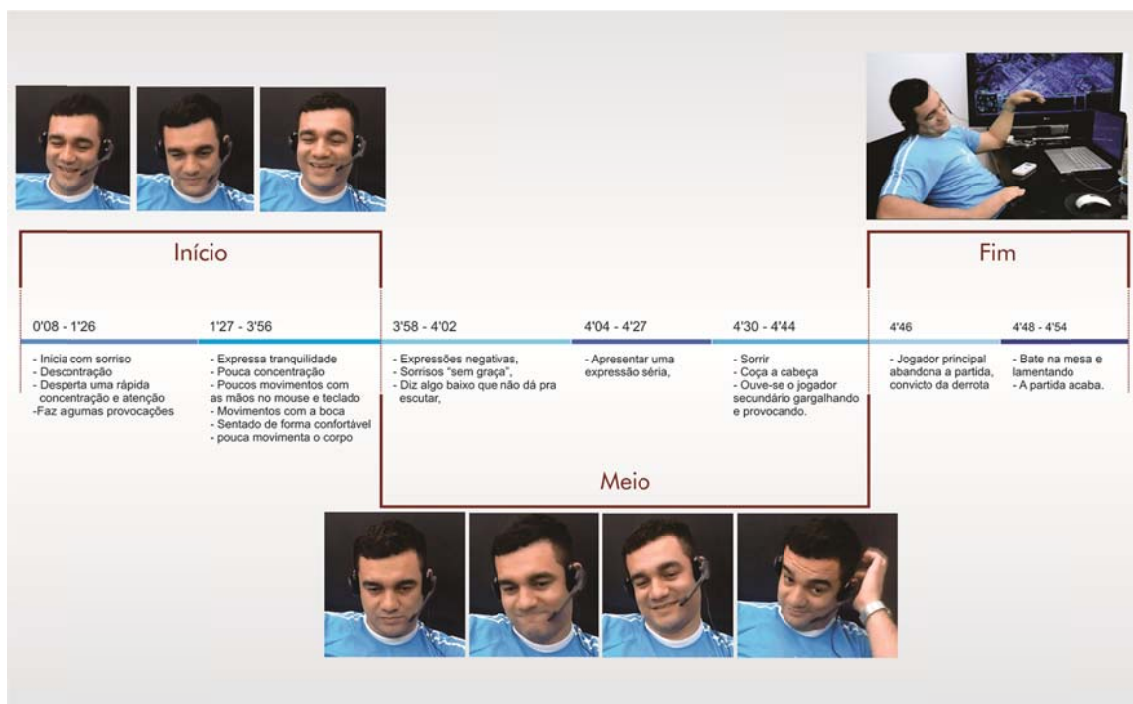 Início
Fim
0'08 - 1'26
- Inicia com sorriso
- Descontração
- Desperta uma rápida
concentração e atenção
-Faz agumas provocações
1'27 - 3'56
- Expressa tranquilidade
- Pouca concentração
- Poucos movimentos com
as mãos no mouse e teclado
- Movimentos com a boca
- Sentado de forma confortável
- pouca movimenta o corpo
3'58 - 4'02
- Expressões negativas,
- Sorrisos “sem graça”,
- Diz algo baixo que não dá pra
escutar,
4'04 - 4'27
- Apresentar uma
expressão séria,
4'30 - 4'44
- Sorrir
- Coça a cabeça
- Ouve-se o jogador
secundário gargalhando
e provocando.
4'46
- Jogador principal
abandona a partida,
convicto da derrota
4'48 - 4'54
- Bate na mesa e
lamentando
- A partida acaba.
Meio